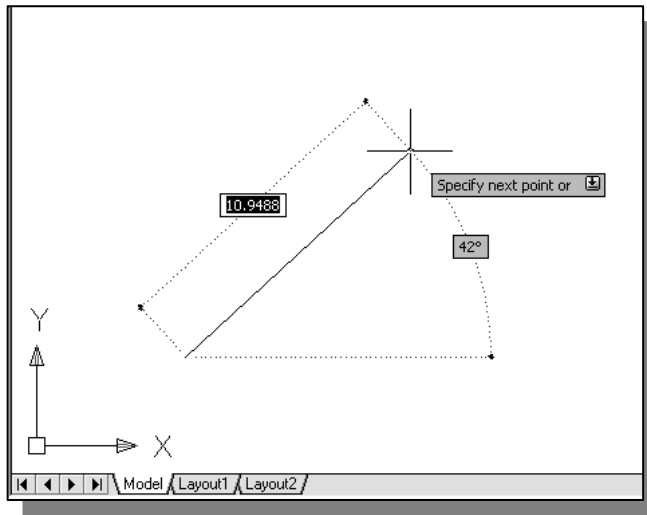 10.9488
Specify next point or
42°
Y
X
Model Layout1 Layout2